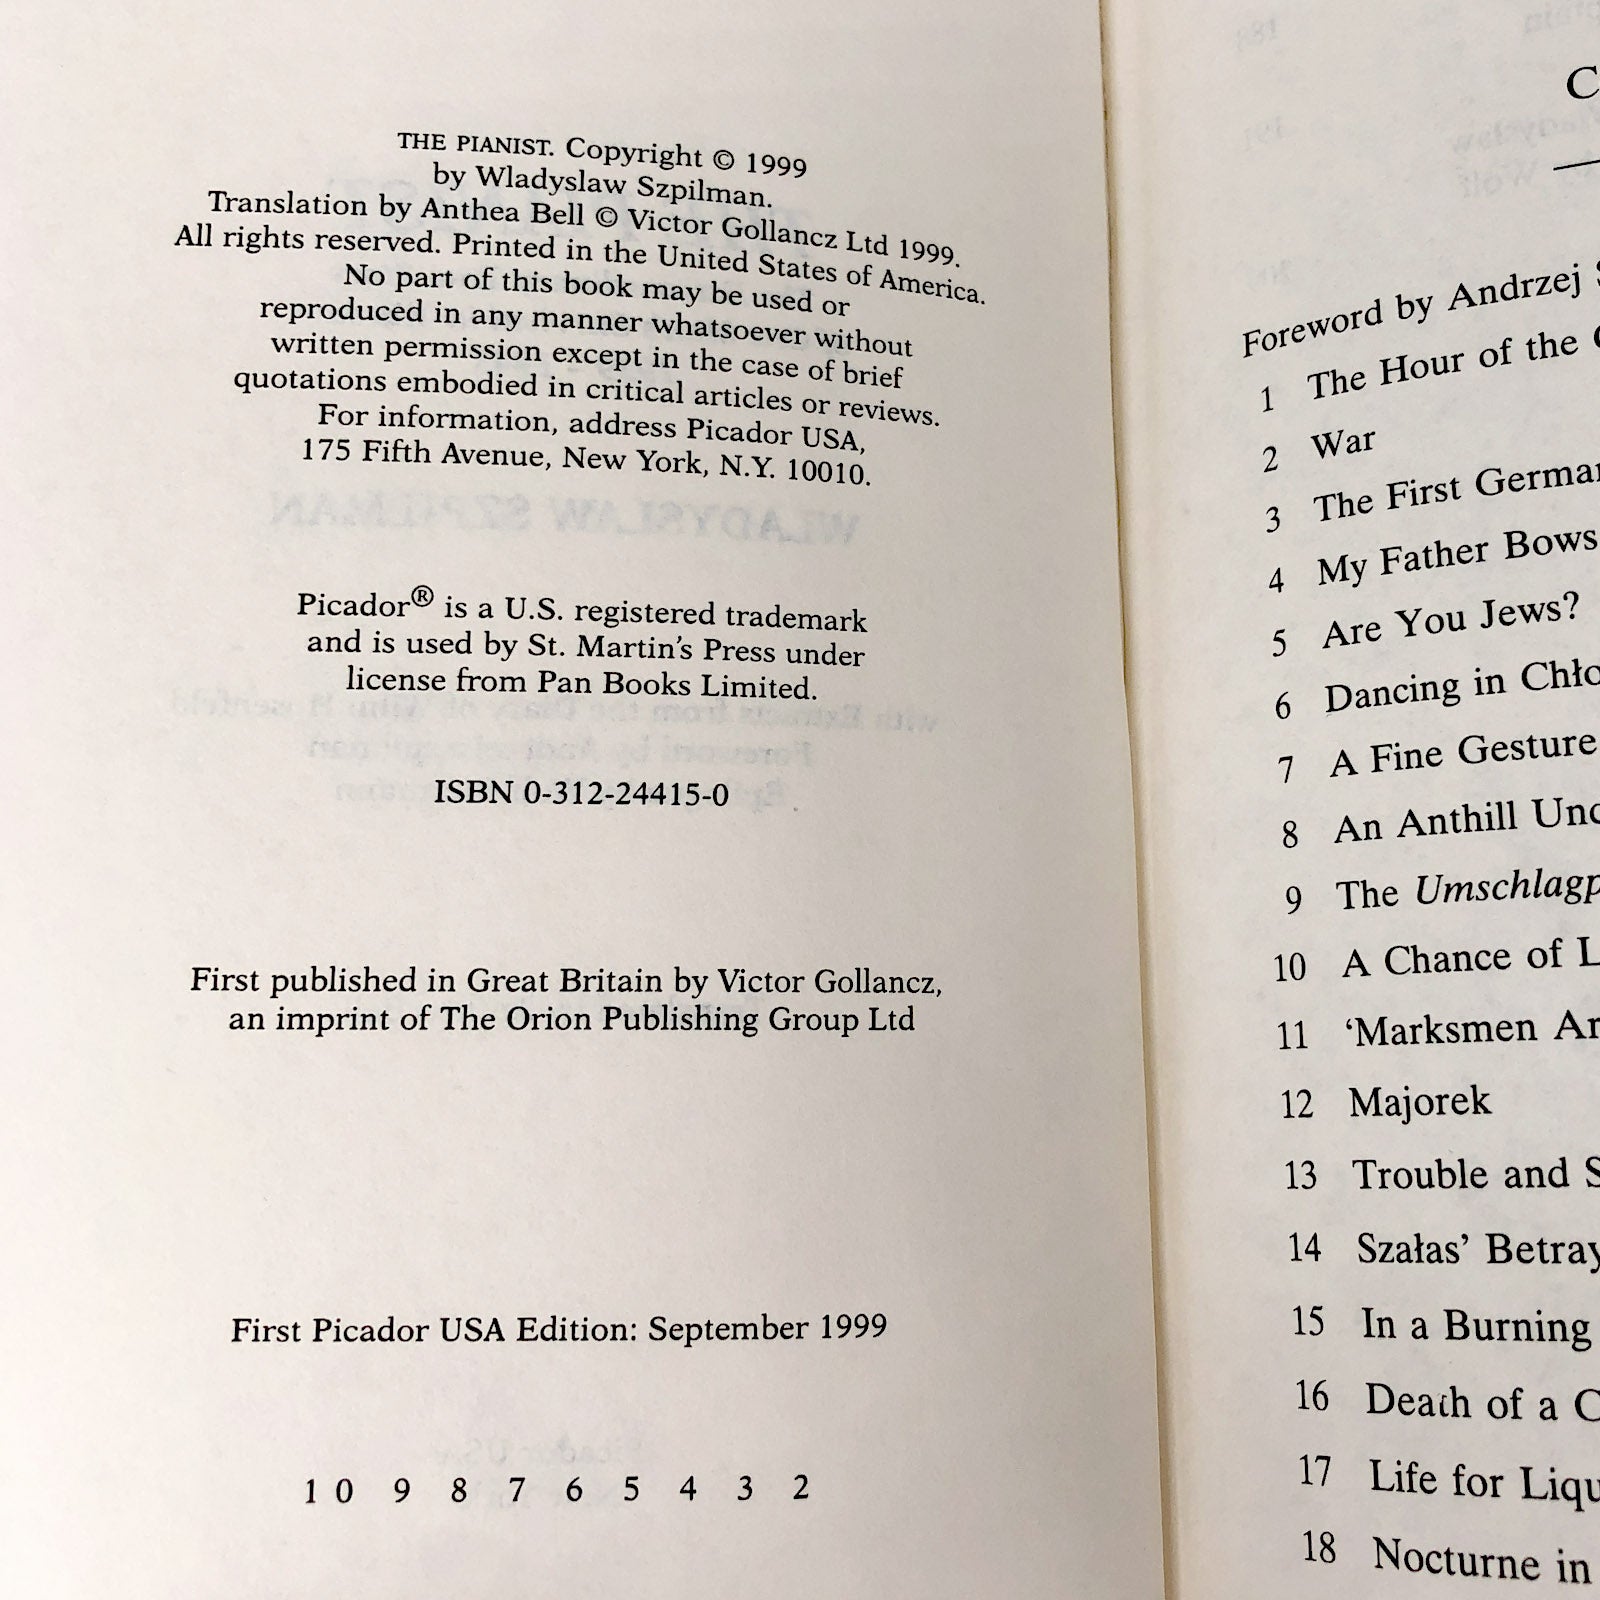 THE PIANIST. Copyright © 1999
by Wladyslaw Szpilman.
Translation by Anthea Bell © Victor Gollancz Ltd 1999.
All rights reserved. Printed in the United States of America.
No part of this book may be used or
reproduced in any manner whatsoever without
written permission except in the case of brief
quotations embodied in critical articles or reviews.
For information, address Picador USA,
175 Fifth Avenue, New York, N.Y. 10010.
Picador® is a U.S. registered trademark
and is used by St. Martin's Press under
license from Pan Books Limited.
ISBN 0-312-24415-0
First published in Great Britain by Victor Gollancz,
an imprint of The Orion Publishing Group Ltd
First Picador USA Edition: September 1999
10 9 8 7 6 5 4 3 2
C
Foreword by Andrzej S
1 The Hour of the
2 War
3 The First German
4 My Father Bows
5 Are You Jews?
6 Dancing in Chło
7 A Fine Gesture
8 An Anthill Und
9 The Umschlagp
10 A Chance of L
11 ‘Marksmen Ar
12 Majorek
13 Trouble and S
14 Szałas’ Betray
15 In a Burning
16 Death of a C
17 Life for Liqu
18 Nocturne in